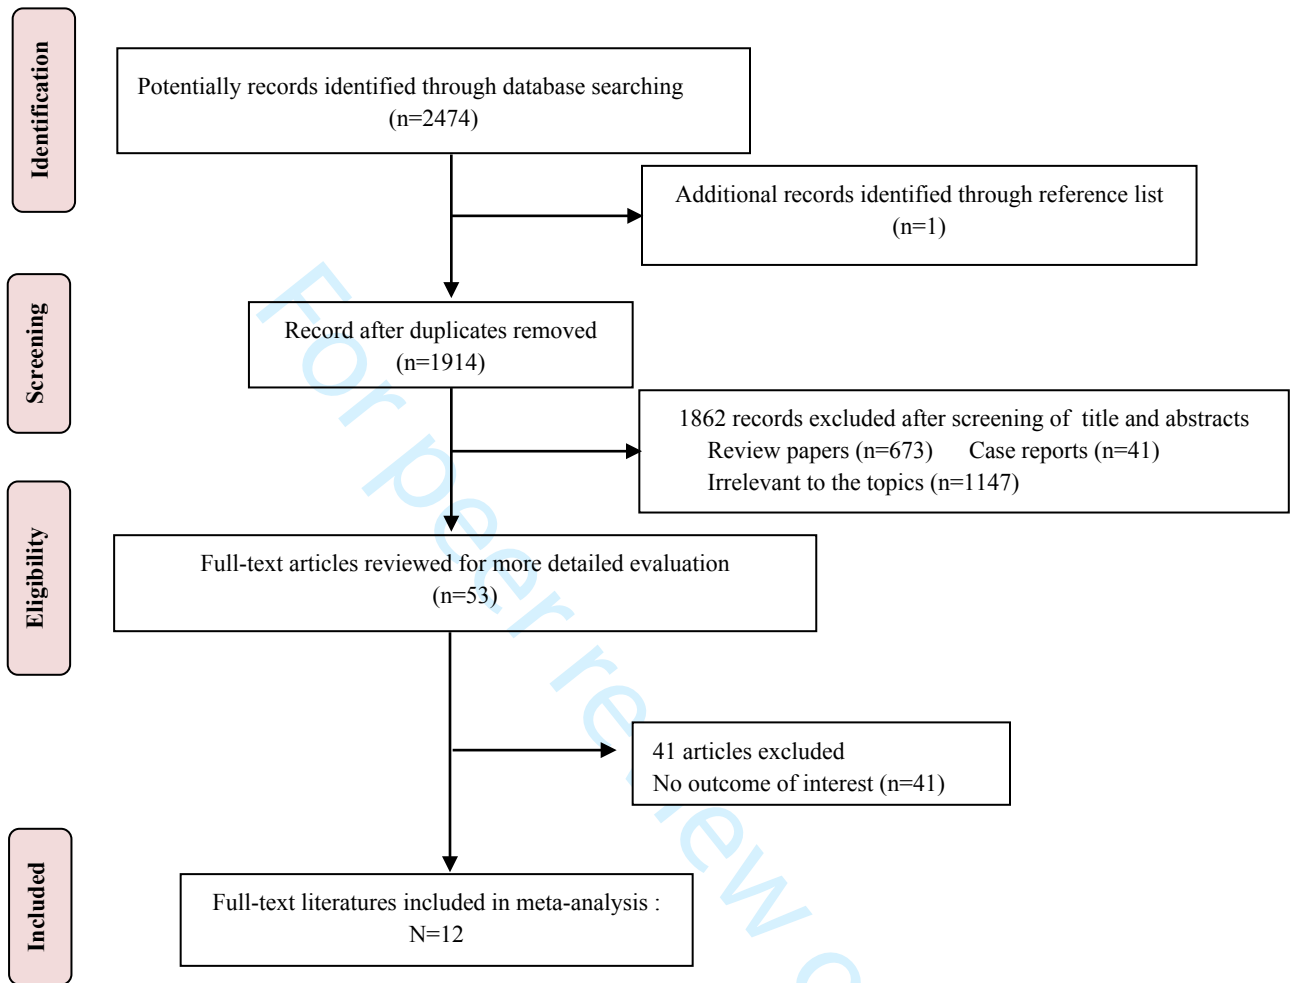 Identification
Potentially records identified through database searching
(n=2474)
Additional records identified through reference list
(n=1)
Screening
Record after duplicates removed
(n=1914)
1862 records excluded after screening of title and abstracts
Review papers (n=673) Case reports (n=41)
Irrelevant to the topics (n=1147)
Eligibility
Full-text articles reviewed for more detailed evaluation
(n=53)
41 articles excluded
No outcome of interest (n=41)
Included
Full-text literatures included in meta-analysis :
N=12
For peer review